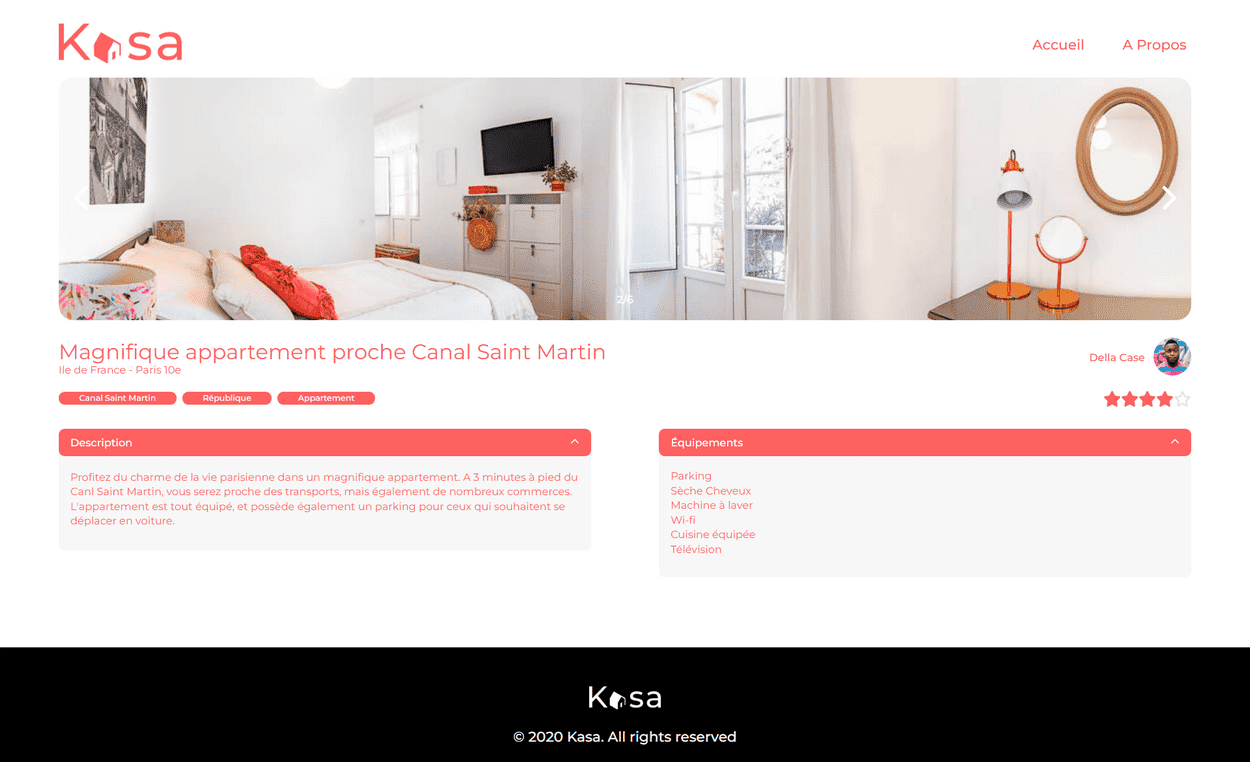 Kasa
Accueil
A Propos
2/6
Magnifique appartement proche Canal Saint Martin
Ile de France - Paris 10e
Della Case
Canal Saint Martin
République
Appartement
Description
Profitez du charme de la vie parisienne dans un magnifique appartement. A 3 minutes à pied du
Canl Saint Martin, vous serez proche des transports, mais également de nombreux commerces.
L'appartement est tout équipé, et possède également un parking pour ceux qui souhaitent se
déplacer en voiture.
Équipements
Parking
Sèche Cheveux
Machine à laver
Wi-fi
Cuisine équipée
Télévision
Kasa
© 2020 Kasa. All rights reserved